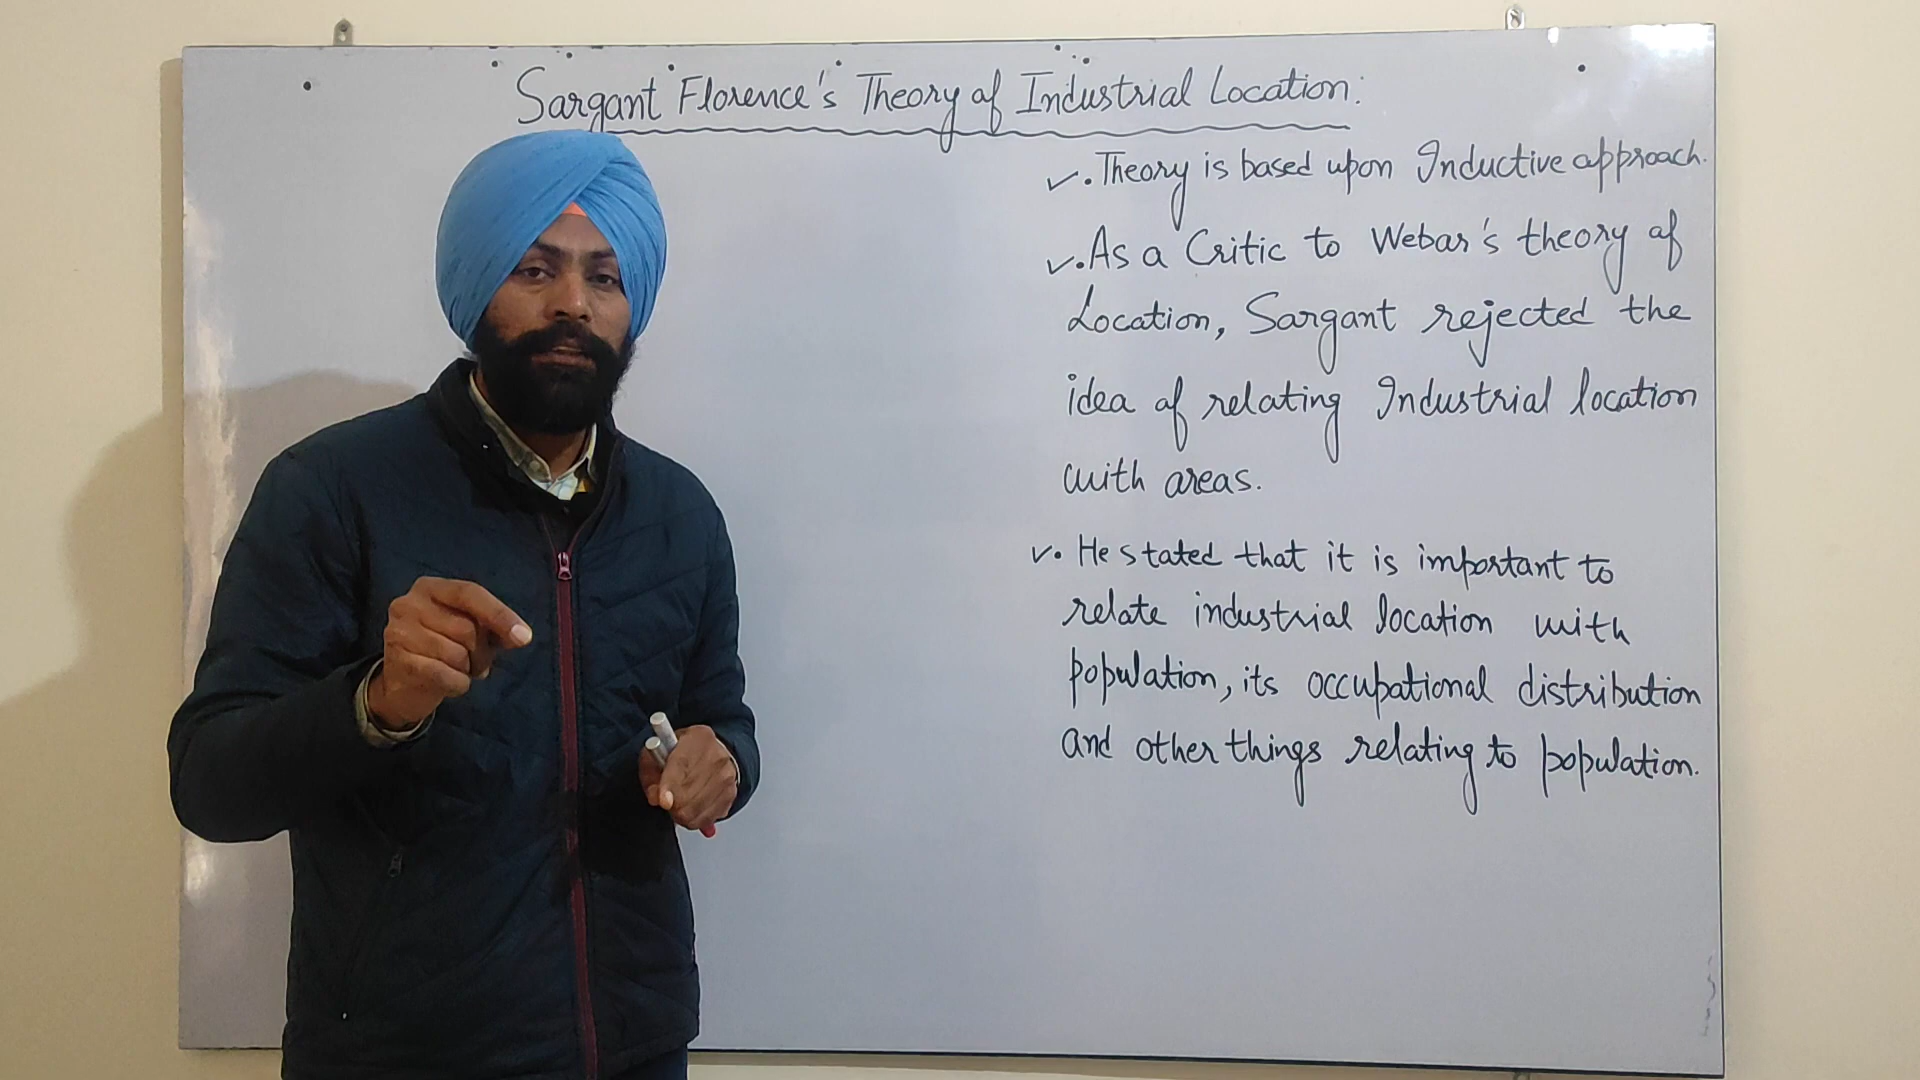 Sargant Florence's Theory of Industrial Location:
✓. Theory is based upon Inductive approach.
✓. As a Critic to Webar's theory of
Location, Sargant rejected the
idea of relating Industrial location
with areas.
✓. He stated that it is important to
relate industrial location with
population, its occupational distribution
and other things relating to population.